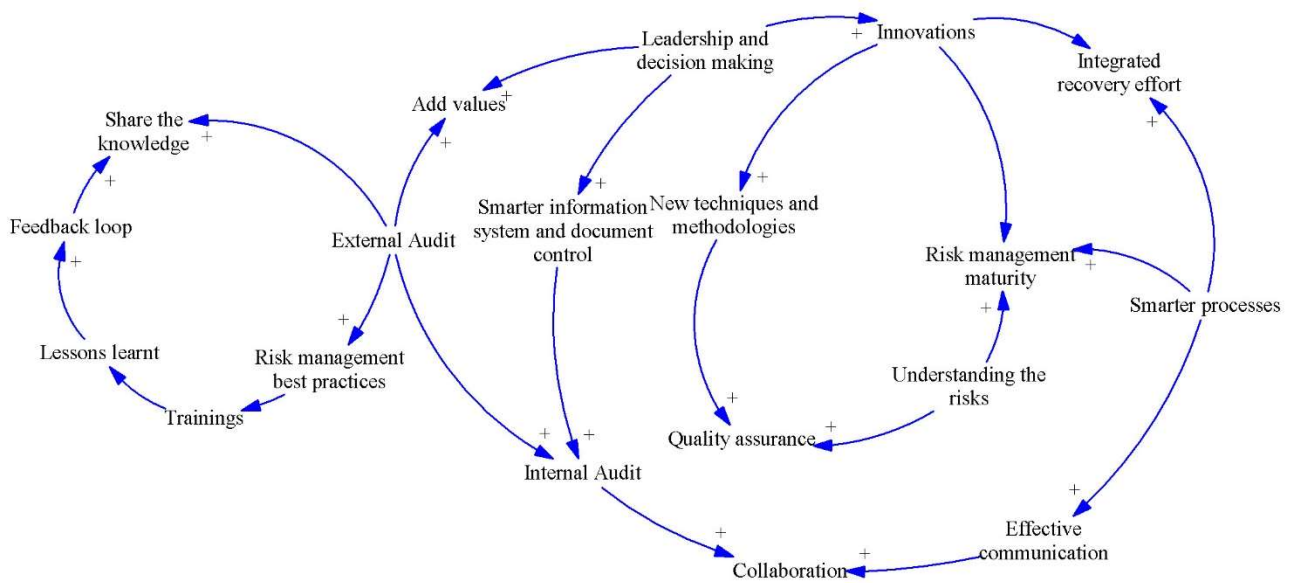 Leadership and
decision making
+
Innovations
Integrated
recovery effort
+
Add values
+
+
Share the
knowledge
+
+
Feedback loop
+
External Audit
Smarter information
system and document
control
+
New techniques and
methodologies
+
Risk management
maturity
+
+
Smarter processes
Lessons learnt
Risk management
best practices
+
Trainings
Understanding the
risks
Quality assurance
+
+
Internal Audit
+
+
Effective
communication
+
Collaboration
+
+